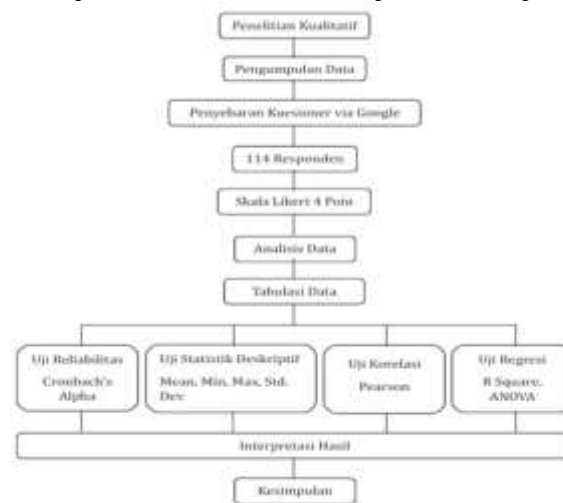 Penelitian Kualitatif
Pengumpulan Data
Penyebaran Kuesioner via Google
114 Responden
Skala Likert 4 Poin
Analisis Data
Tabulasi Data
Uji Reliabilitas
Cronbach's
Alpha
Uji Statistik Deskriptif
Mean, Min, Max, Std.
Dev
Uji Korelasi
Pearson
Uji Regresi
R Square,
ANOVA
Interpretasi Hasil
Kesimpulan